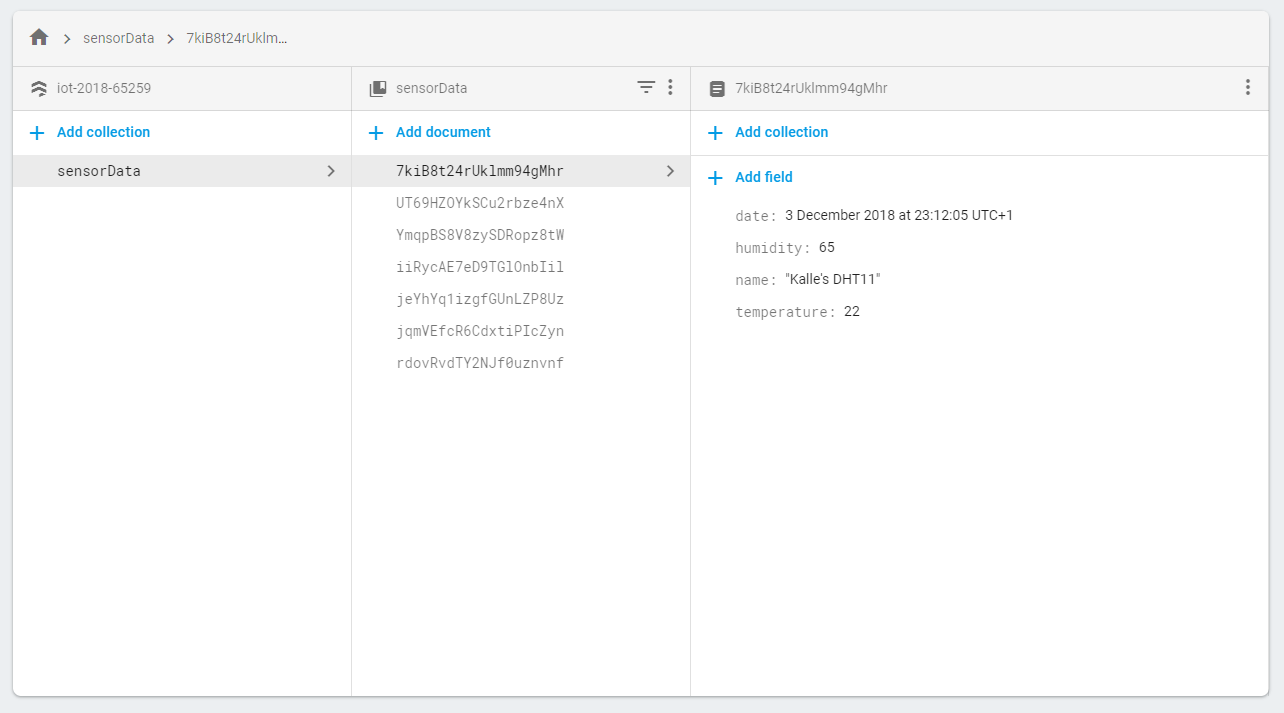 sensorData
7kiB8t24rUklm...
iot-2018-65259
sensorData
7kiB8t24rUklmm94gMhr
Add collection
Add document
Add collection
sensorData
7kiB8t24rUklmm94gMhr
UT69HZOYkSCu2rbze4nX
YmqpBS8V8zySDRopz8tW
iiRycAE7eD9TGlOnbIil
jeYhYq1izgfGUnLZP8Uz
jqmVEfcR6CdxtiPIcZyn
rdovRvdTY2NJf0uznvnf
Add field
date: 3 December 2018 at 23:12:05 UTC+1
humidity: 65
name: "Kalle's DHT11"
temperature: 22